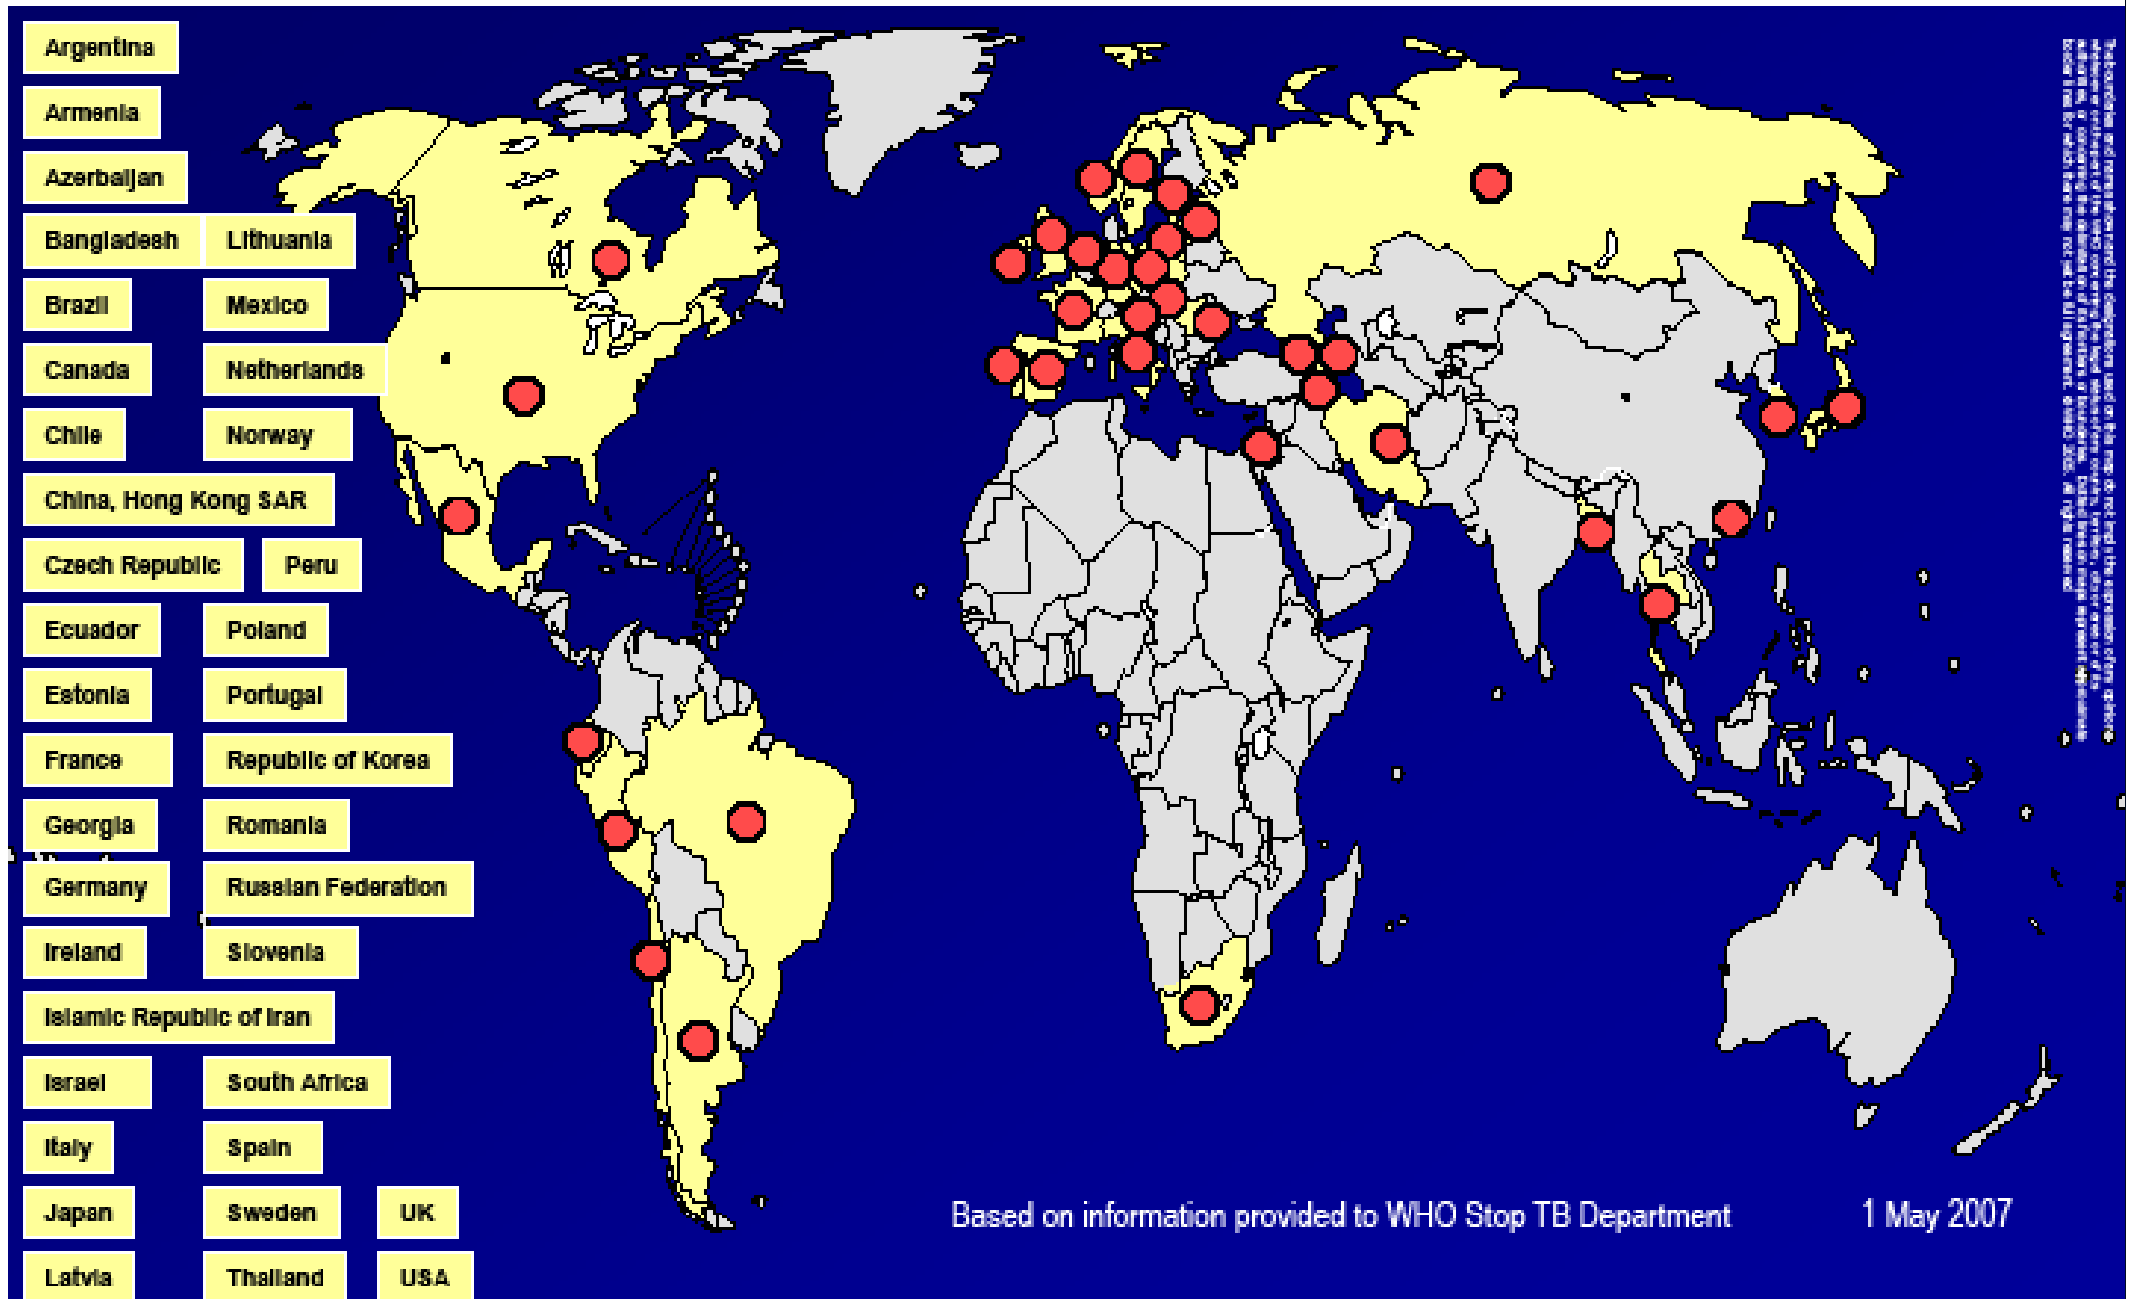 Argentina
Armenia
Azerbaijan
Bangladesh Lithuania
Brazil Mexico
Canada Netherlands
Chile Norway
China, Hong Kong SAR
Czech Republic Peru
Ecuador Poland
Estonia Portugal
France Republic of Korea
Georgia Romania
Germany Russian Federation
Ireland Slovenia
Islamic Republic of Iran
Israel South Africa
Italy Spain
Japan Sweden UK
Latvia Thailand USA
Based on information provided to WHO Stop TB Department 1 May 2007